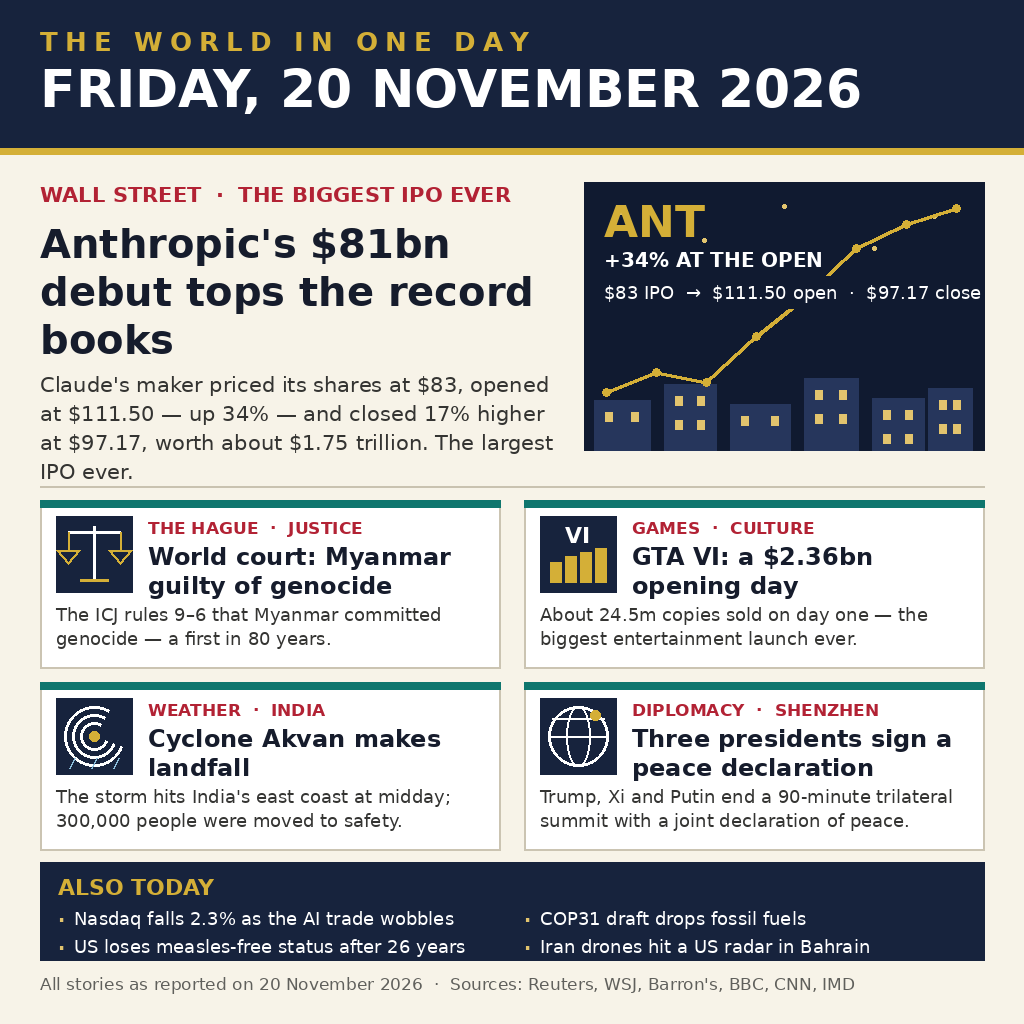 THE WORLD IN ONE DAY
FRIDAY, 20 NOVEMBER 2026
WALL STREET · THE BIGGEST IPO EVER
Anthropic's $81bn
debut tops the record
books
Claude's maker priced its shares at $83, opened
at $111.50 — up 34% — and closed 17% higher
at $97.17, worth about $1.75 trillion. The largest
IPO ever.
ANT
+34% AT THE OPEN
$83 IPO → $111.50 open · $97.17 close
THE HAGUE · JUSTICE
World court: Myanmar
guilty of genocide
The ICJ rules 9–6 that Myanmar committed
genocide — a first in 80 years.
VI
GAMES · CULTURE
GTA VI: a $2.36bn
opening day
About 24.5m copies sold on day one — the
biggest entertainment launch ever.
WEATHER · INDIA
Cyclone Akvan makes
landfall
The storm hits India's east coast at midday;
300,000 people were moved to safety.
DIPLOMACY · SHENZHEN
Three presidents sign a
peace declaration
Trump, Xi and Putin end a 90-minute trilateral
summit with a joint declaration of peace.
ALSO TODAY
· Nasdaq falls 2.3% as the AI trade wobbles
· US loses measles-free status after 26 years
· COP31 draft drops fossil fuels
· Iran drones hit a US radar in Bahrain
All stories as reported on 20 November 2026 · Sources: Reuters, WSJ, Barron's, BBC, CNN, IMD